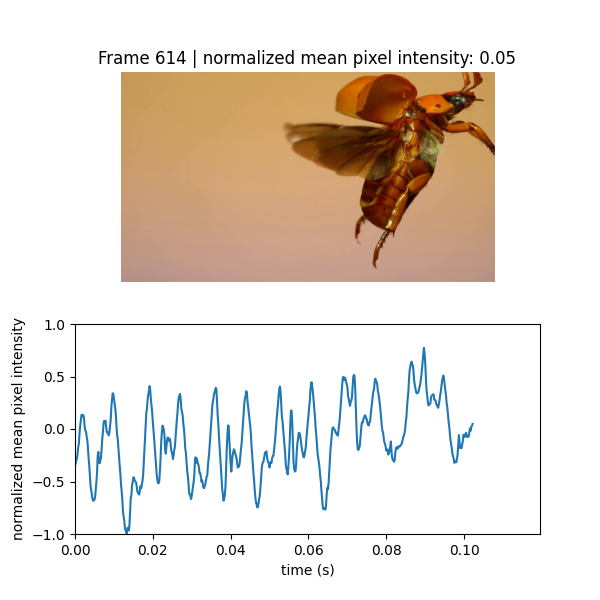 Frame 614 | normalized mean pixel intensity: 0.05
normalized mean pixel intensity
1.0
0.5
0.0
−0.5
−1.0
0.00 0.02 0.04 0.06 0.08 0.10
time (s)